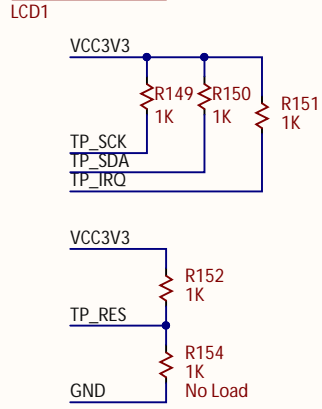 LCD1
VCC3V3
R149 R150 R151
1K 1K 1K
TP_SCK
TP_SDA
TP_IRQ
VCC3V3
R152
1K
TP_RES
R154
1K
GND No Load